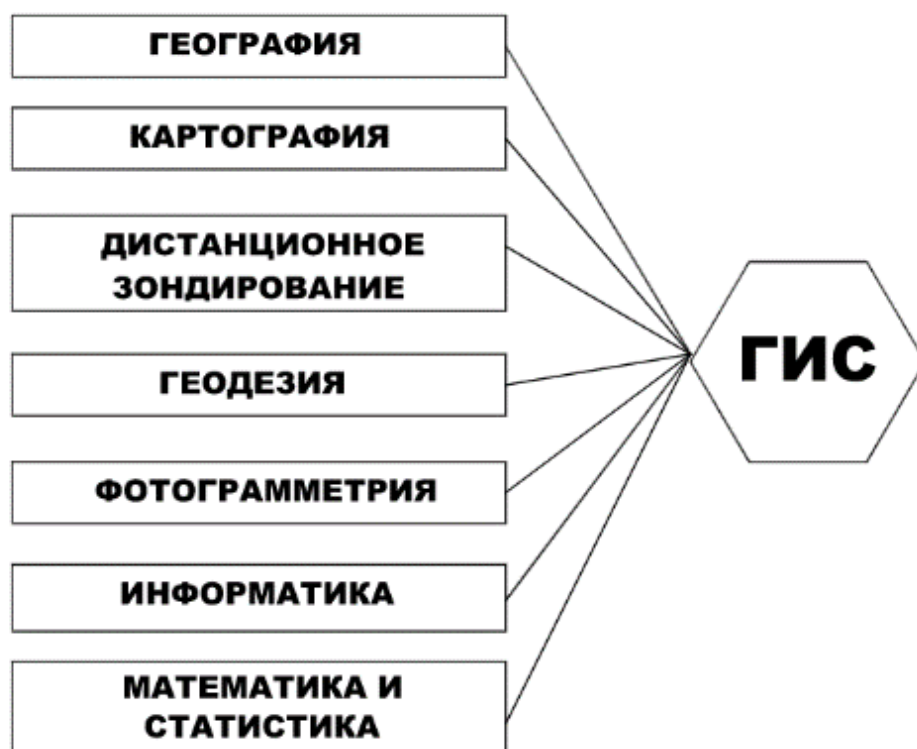 ГЕОГРАФИЯ
КАРТОГРАФИЯ
ДИСТАНЦИОННОЕ
ЗОНДИРОВАНИЕ
ГЕОДЕЗИЯ
ФОТОГРАММЕТРИЯ
ИНФОРМАТИКА
МАТЕМАТИКА И
СТАТИСТИКА
ГИС